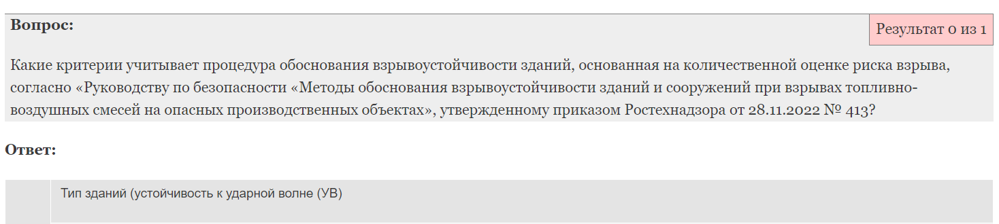 Вопрос:
Результат 0 из 1
Какие критерии учитывает процедура обоснования взрывоустойчивости зданий, основанная на количественной оценке риска взрыва,
согласно «Руководству по безопасности «Методы обоснования взрывоустойчивости зданий и сооружений при взрывах топливно-
воздушных смесей на опасных производственных объектах», утвержденному приказом Ростехнадзора от 28.11.2022 № 413?
Ответ:
Тип зданий (устойчивость к ударной волне (УВ)